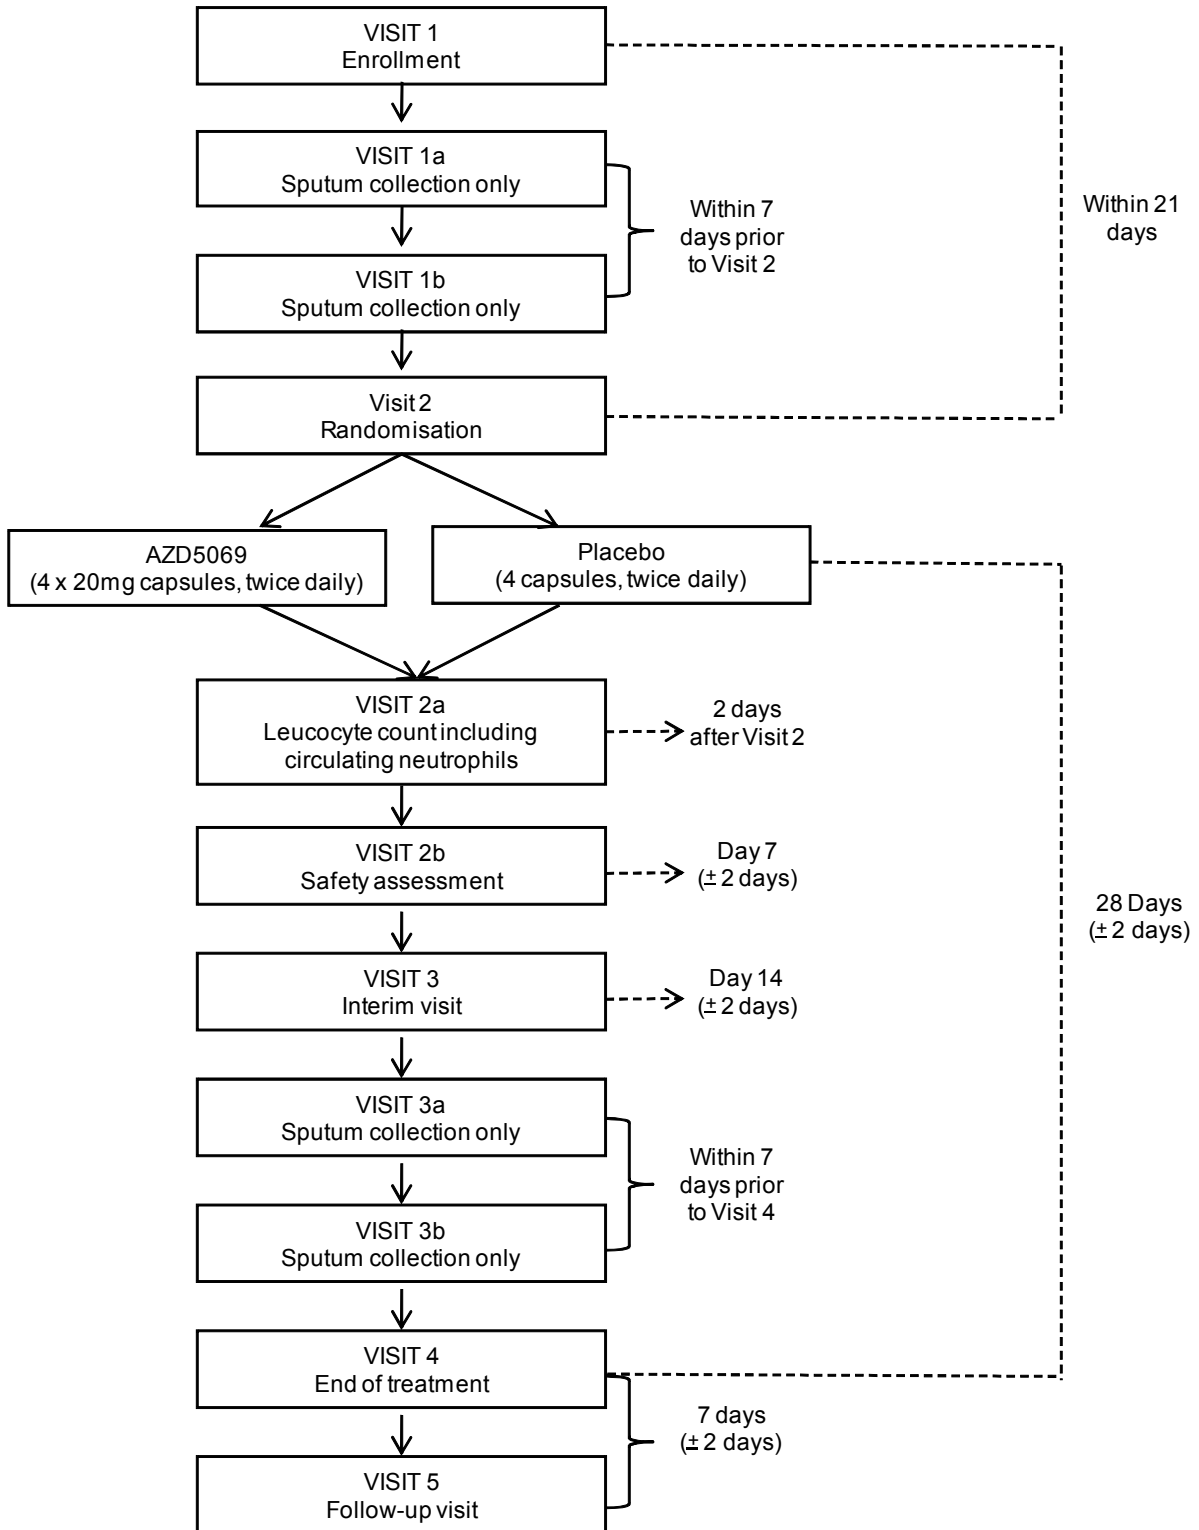 VISIT 1
Enrollment
VISIT 1a
Sputum collection only
Within 7
days prior
to Visit 2
Within 21
days
VISIT 1b
Sputum collection only
Visit 2
Randomisation
AZD5069
(4 x 20mg capsules, twice daily)
Placebo
(4 capsules, twice daily)
VISIT 2a
Leucocyte count including
circulating neutrophils
2 days
after Visit 2
VISIT 2b
Safety assessment
Day 7
(± 2 days)
28 Days
(± 2 days)
VISIT 3
Interim visit
Day 14
(± 2 days)
VISIT 3a
Sputum collection only
Within 7
days prior
to Visit 4
VISIT 3b
Sputum collection only
VISIT 4
End of treatment
7 days
(± 2 days)
VISIT 5
Follow-up visit